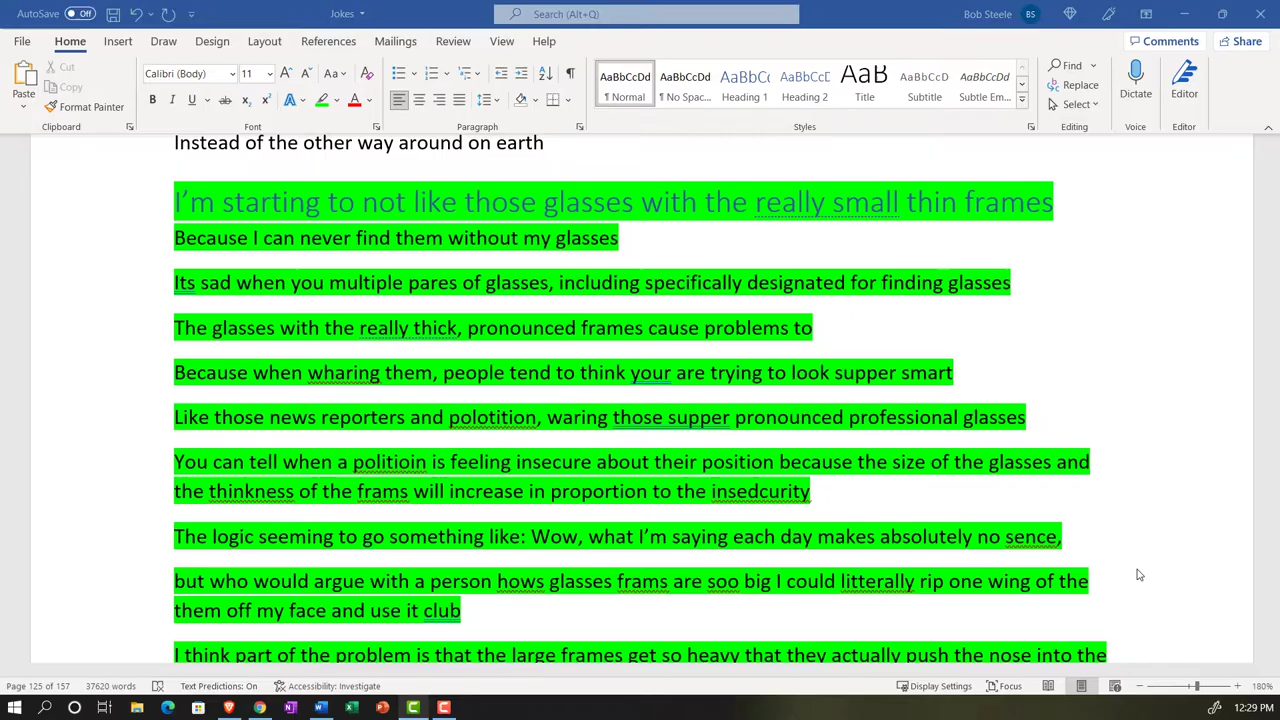 AutoSave Off Jokes Search (Alt+Q) Bob Steele BS
File Home Insert Draw Design Layout References Mailings Review View Help Comments Share
Paste Cut Copy Format Painter Clipboard
Calibri (Body) 11 Aa B I U ab x₂ x² A A Font
Paragraph
AaBbCcDd AaBbCcDd AaBbCc AaBbCcD AaB AaBbCcD AaBbCcDd
¶ Normal ¶ No Spac... Heading 1 Heading 2 Title Subtitle Subtle Em...
Styles
Find Replace Select Editing
Dictate Voice
Editor Editor
Instead of the other way around on earth
I’m starting to not like those glasses with the really small thin frames
Because I can never find them without my glasses
Its sad when you multiple pares of glasses, including specifically designated for finding glasses
The glasses with the really thick, pronounced frames cause problems to
Because when wharing them, people tend to think your are trying to look supper smart
Like those news reporters and polotition, waring those supper pronounced professional glasses
You can tell when a politioin is feeling insecure about their position because the size of the glasses and
the thinkness of the frams will increase in proportion to the insedcurity
The logic seeming to go something like: Wow, what I’m saying each day makes absolutely no sence,
but who would argue with a person hows glasses frams are soo big I could litterally rip one wing of the
them off my face and use it club
I think part of the problem is that the large frames get so heavy that they actually push the nose into the
Page 125 of 157 37620 words Text Predictions: On Accessibility: Investigate Display Settings Focus 180%
12:29 PM